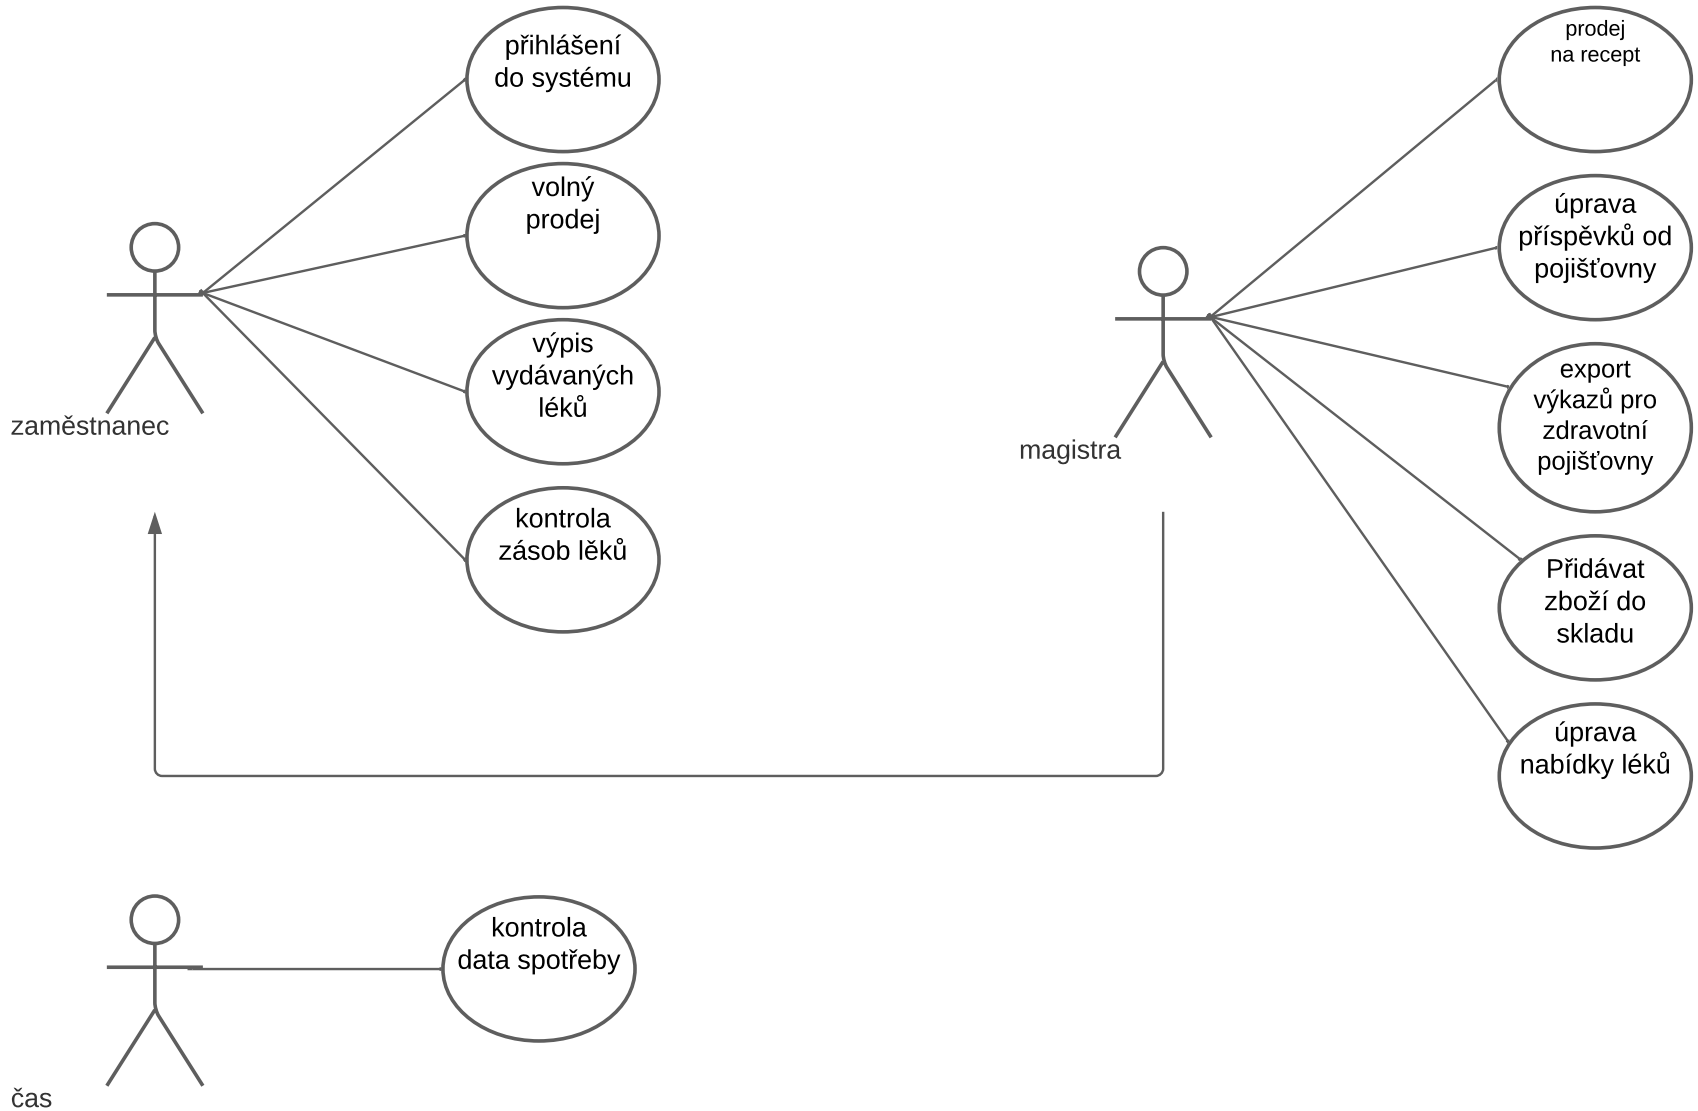 přihlášení
do systému
volný
prodej
výpis
vydávaných
léků
kontrola
zásob lěků
zaměstnanec
prodej
na recept
úprava
příspěvků od
pojišťovny
export
výkazů pro
zdravotní
pojišťovny
Přidávat
zboží do
skladu
úprava
nabídky léků
magistra
kontrola
data spotřeby
čas